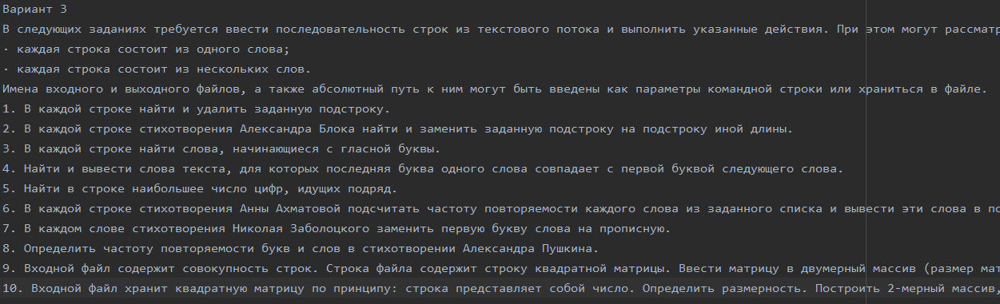 Вариант 3
В следующих заданиях требуется ввести последовательность строк из текстового потока и выполнить указанные действия. При этом могут
· каждая строка состоит из одного слова;
· каждая строка состоит из нескольких слов.
Имена входного и выходного файлов, а также абсолютный путь к ним могут быть введены как параметры командной строки или храниться в файле.
1. В каждой строке найти и удалить заданную подстроку.
2. В каждой строке стихотворения Александра Блока найти и заменить заданную подстроку на подстроку иной длины.
3. В каждой строке найти слова, начинающиеся с гласной буквы.
4. Найти и вывести слова текста, для которых последняя буква одного слова совпадает с первой буквой следующего слова.
5. Найти в строке наибольшее число цифр, идущих подряд.
6. В каждой строке стихотворения Анны Ахматовой подсчитать частоту повторяемости каждого слова из заданного списка и вывести эти слова в
7. В каждом слове стихотворения Николая Заболоцкого заменить первую букву слова на прописную.
8. Определить частоту повторяемости букв и слов в стихотворении Александра Пушкина.
9. Входной файл содержит совокупность строк. Строка файла содержит строку квадратной матрицы. Ввести матрицу в двумерный массив (размер
10. Входной файл хранит квадратную матрицу по принципу: строка представляет собой число. Определить размерность. Построить 2-мерный массив,